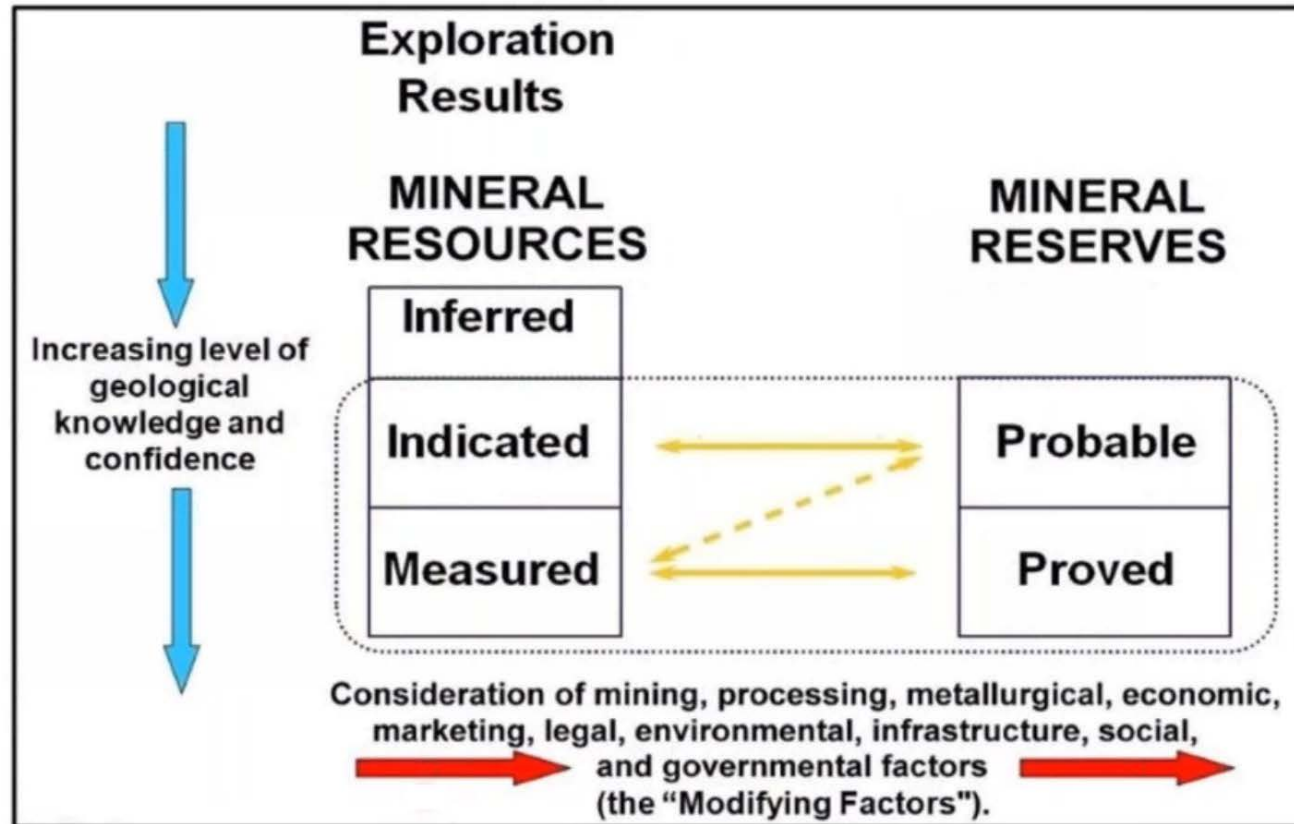 Exploration
Results
MINERAL
RESOURCES
MINERAL
RESERVES
Inferred
Increasing level of
geological
knowledge and
confidence
Indicated
Probable
Measured
Proved
Consideration of mining, processing, metallurgical, economic,
marketing, legal, environmental, infrastructure, social,
and governmental factors
(the “Modifying Factors").